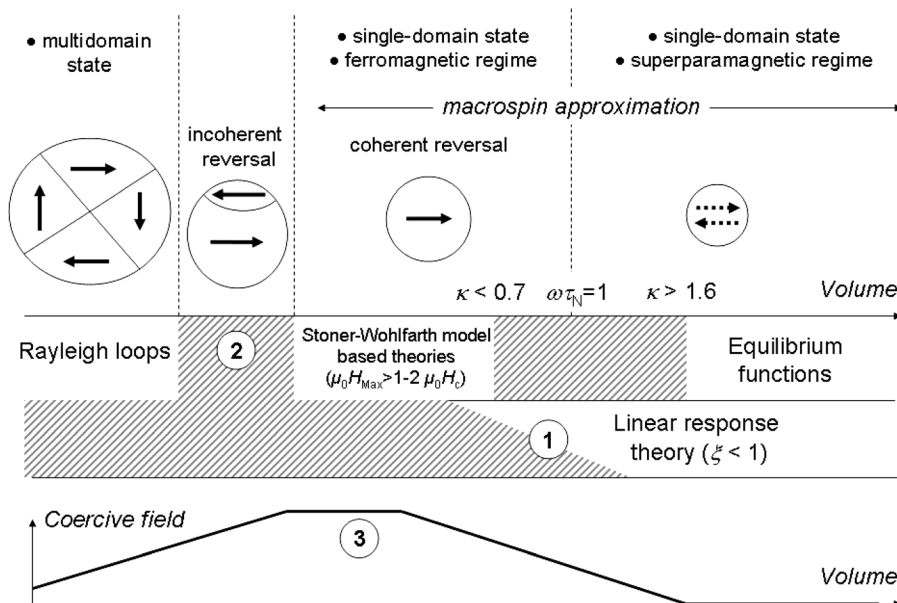 • multidomain
state
• single-domain state
• ferromagnetic regime
• single-domain state
• superparamagnetic regime
macrospin approximation
incoherent
reversal
coherent reversal
κ < 0.7
ωτN=1
κ > 1.6
Volume
Rayleigh loops
2
Stoner-Wohlfarth model
based theories
(μ0HMax>1-2 μ0Hc)
Equilibrium
functions
1
Linear response
theory (ξ < 1)
Coercive field
3
Volume